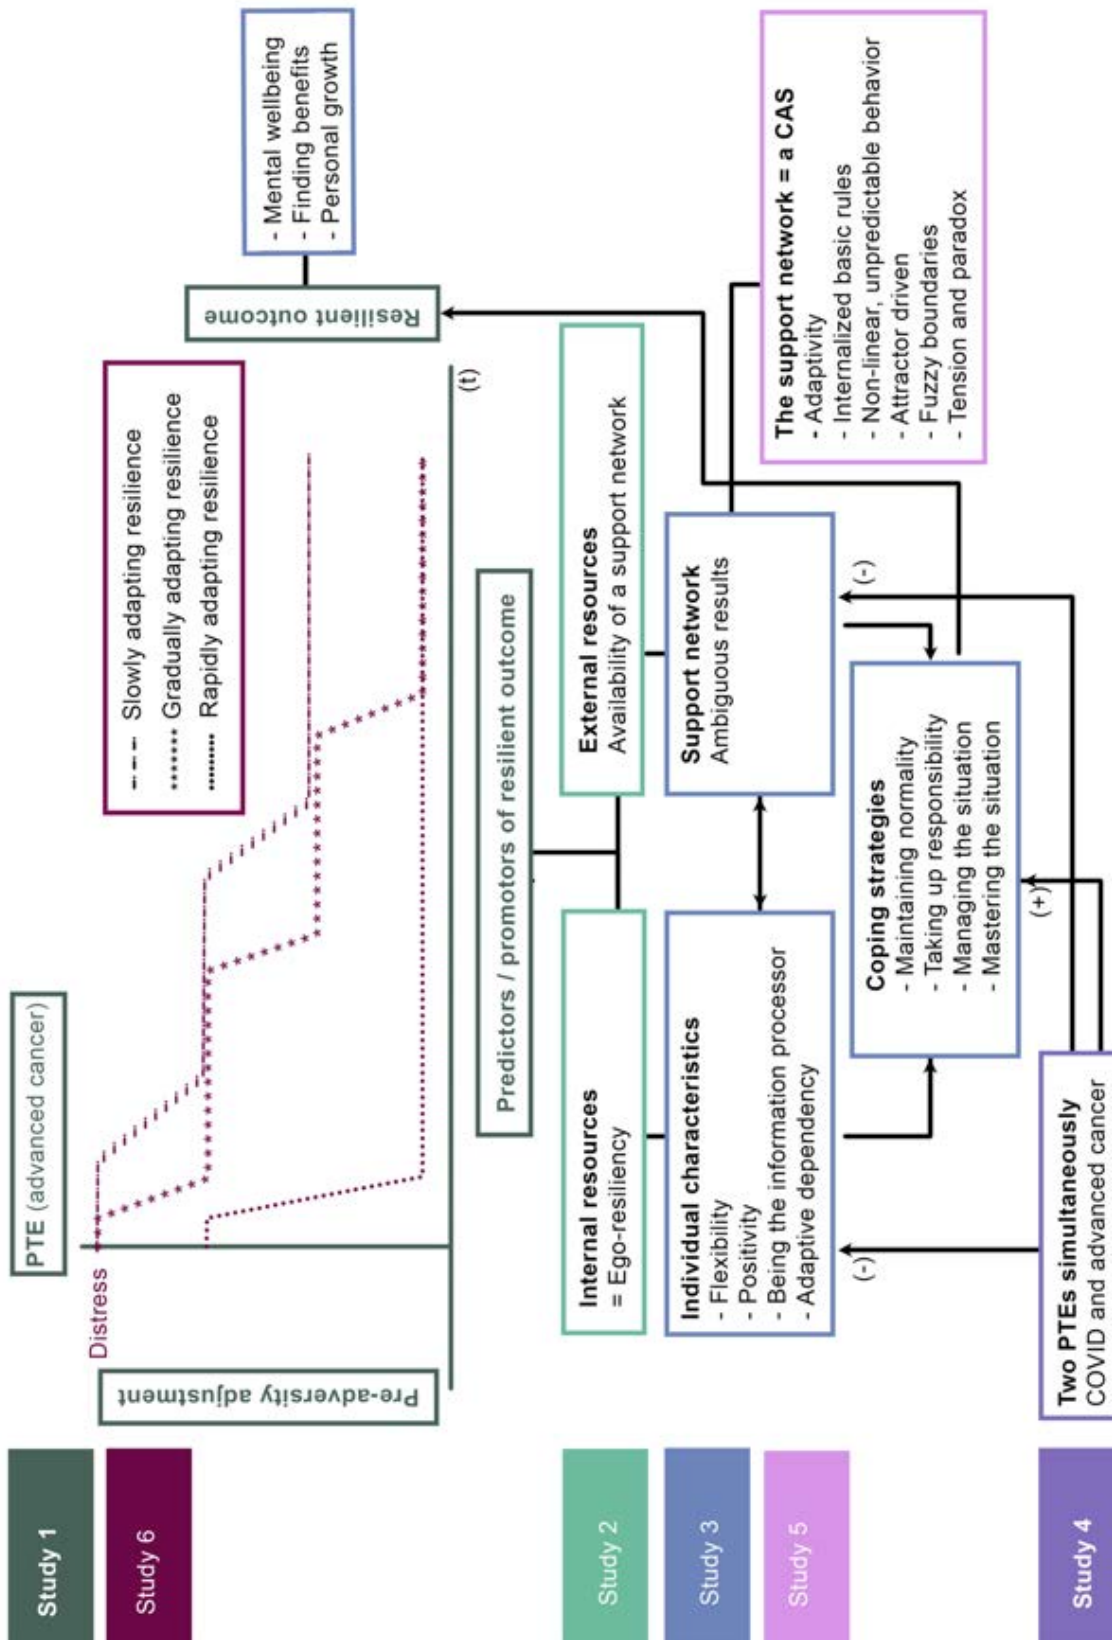 Study 1
Study 6
Study 2
Study 3
Study 5
Study 4
PTE (advanced cancer)
Distress
Pre-adversity adjustment
-·-·- Slowly adapting resilience
******* Gradually adapting resilience
········· Rapidly adapting resilience
(t)
Resilient outcome
- Mental wellbeing
- Finding benefits
- Personal growth
Predictors / promotors of resilient outcome
Internal resources
= Ego-resiliency
External resources
Availability of a support network
Individual characteristics
- Flexibility
- Positivity
- Being the information processor
- Adaptive dependency
Support network
Ambiguous results
The support network = a CAS
- Adaptivity
- Internalized basic rules
- Non-linear, unpredictable behavior
- Attractor driven
- Fuzzy boundaries
- Tension and paradox
Coping strategies
- Maintaining normality
- Taking up responsibility
- Managing the situation
- Mastering the situation
(-)
(+)
(-)
Two PTEs simultaneously
COVID and advanced cancer